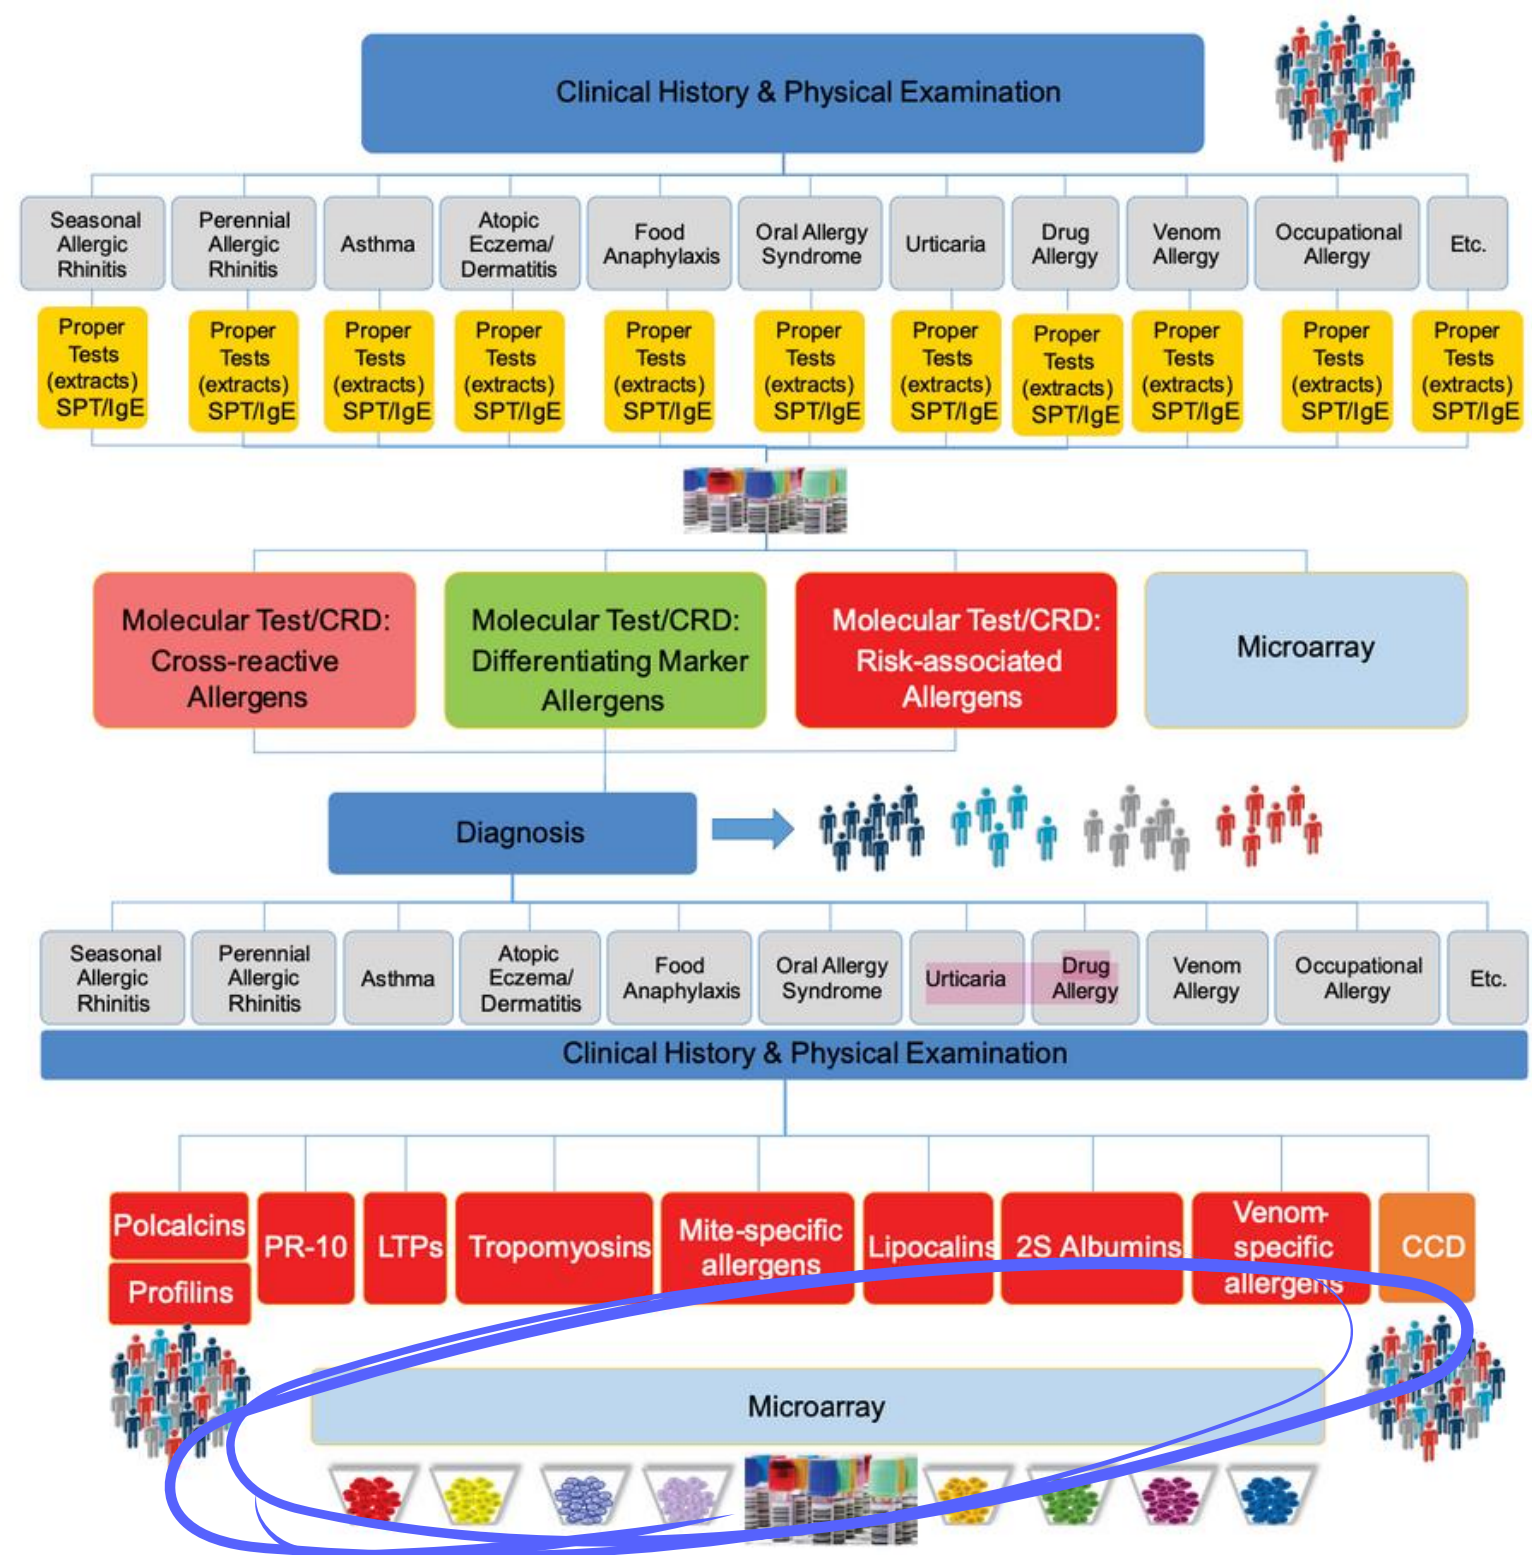 Clinical History & Physical Examination
Seasonal
Allergic
Rhinitis
Perennial
Allergic
Rhinitis
Asthma
Atopic
Eczema/
Dermatitis
Food
Anaphylaxis
Oral Allergy
Syndrome
Urticaria
Drug
Allergy
Venom
Allergy
Occupational
Allergy
Etc.
Proper
Tests
(extracts)
SPT/IgE
Proper
Tests
(extracts)
SPT/IgE
Proper
Tests
(extracts)
SPT/IgE
Proper
Tests
(extracts)
SPT/IgE
Proper
Tests
(extracts)
SPT/IgE
Proper
Tests
(extracts)
SPT/IgE
Proper
Tests
(extracts)
SPT/IgE
Proper
Tests
(extracts)
SPT/IgE
Proper
Tests
(extracts)
SPT/IgE
Proper
Tests
(extracts)
SPT/IgE
Proper
Tests
(extracts)
SPT/IgE
Molecular Test/CRD:
Cross-reactive
Allergens
Molecular Test/CRD:
Differentiating Marker
Allergens
Molecular Test/CRD:
Risk-associated
Allergens
Microarray
Diagnosis
Seasonal
Allergic
Rhinitis
Perennial
Allergic
Rhinitis
Asthma
Atopic
Eczema/
Dermatitis
Food
Anaphylaxis
Oral Allergy
Syndrome
Urticaria
Drug
Allergy
Venom
Allergy
Occupational
Allergy
Etc.
Clinical History & Physical Examination
Polcalcins
Profilins
PR-10
LTPs
Tropomyosins
Mite-specific
allergens
Lipocalins
2S Albumins
Venom-
specific
allergens
CCD
Microarray